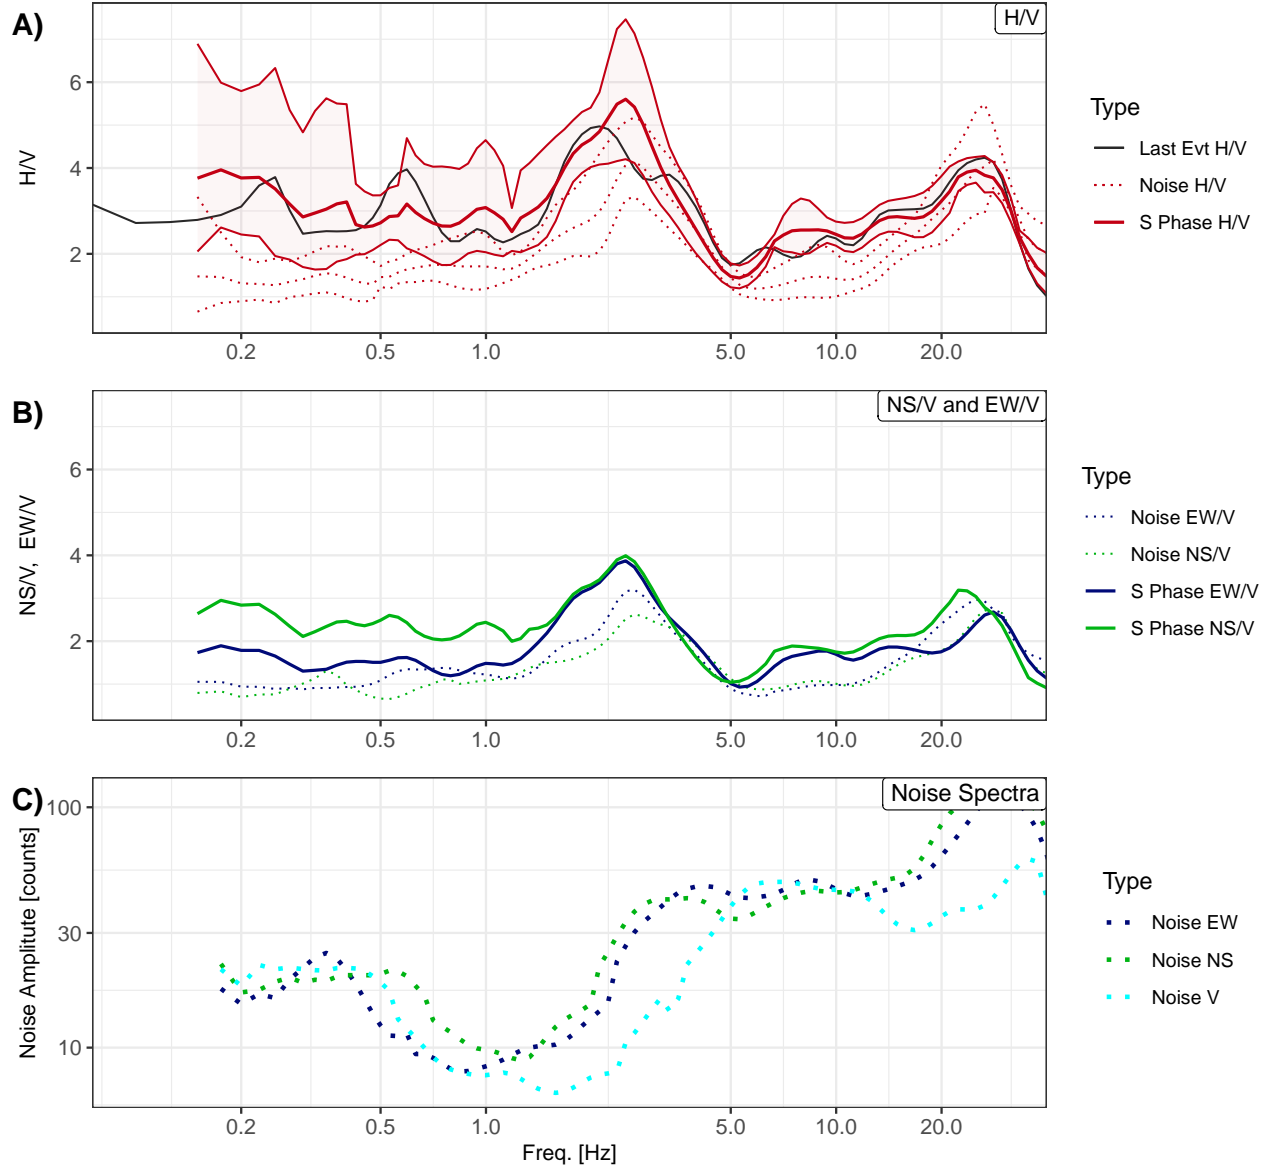 A)
H/V
6
4
2
H/V
0.2 0.5 1.0 5.0 10.0 20.0
Type
Last Evt H/V
Noise H/V
S Phase H/V
B)
NS/V and EW/V
6
4
2
NS/V, EW/V
0.2 0.5 1.0 5.0 10.0 20.0
Type
Noise EW/V
Noise NS/V
S Phase EW/V
S Phase NS/V
C)
Noise Spectra
100
30
10
Noise Amplitute [counts]
0.2 0.5 1.0 5.0 10.0 20.0
Freq. [Hz]
Type
Noise EW
Noise NS
Noise V